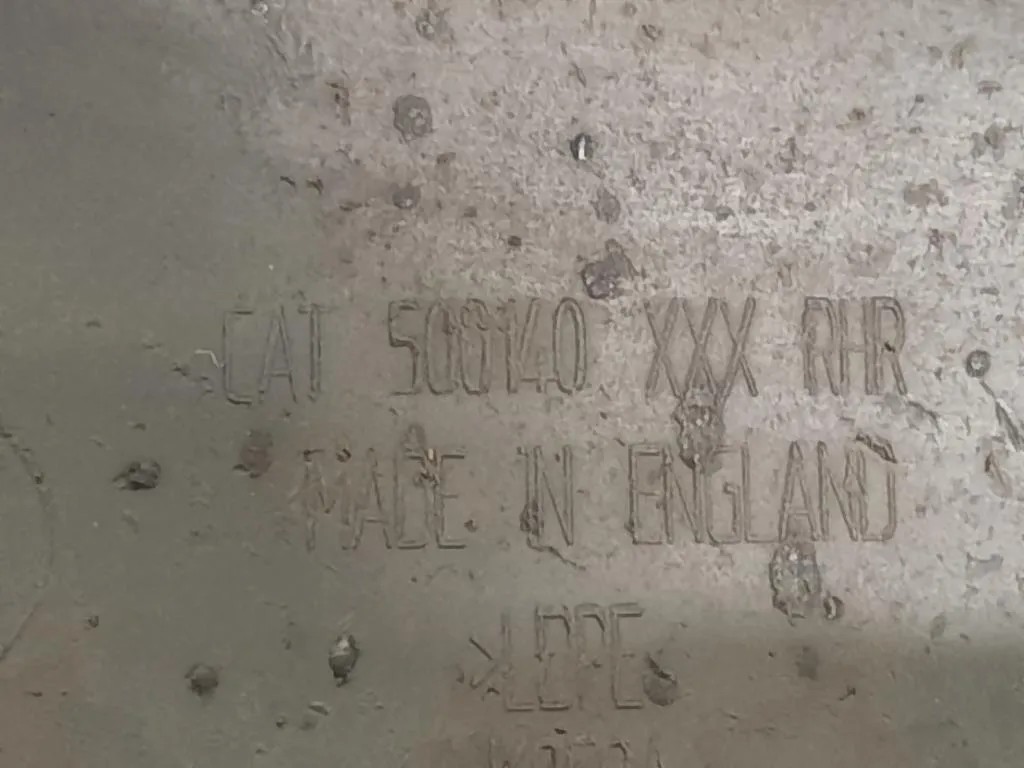 CAT 500140 XXX RHR
MADE IN ENGLAND
>LDPE